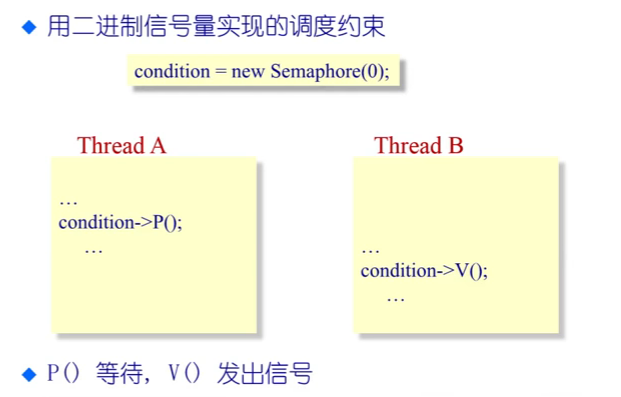 用二进制信号量实现的调度约束
condition = new Semaphore(0);
Thread A
…
condition->P();
…
Thread B
…
condition->V();
…
P() 等待, V() 发出信号